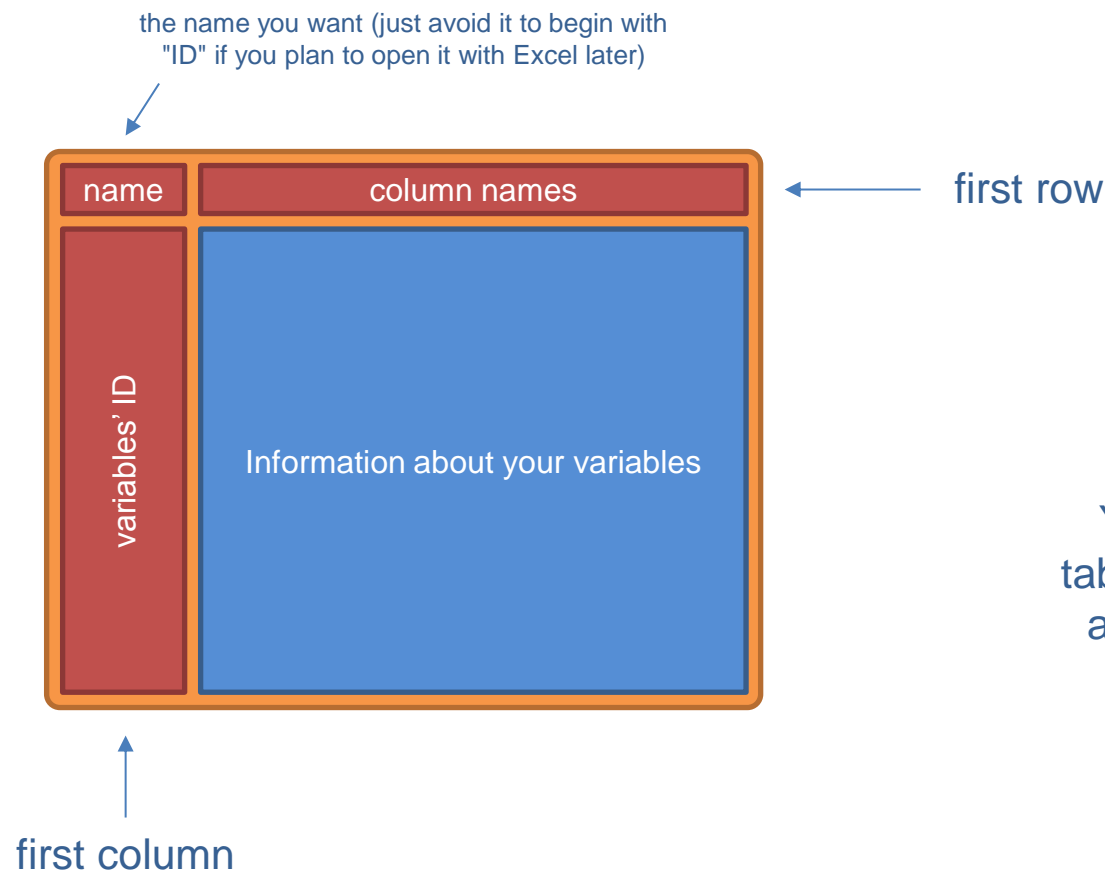 the name you want (just avoid it to begin with
"ID" if you plan to open it with Excel later)
name
column names
first row
variables’ ID
Information about your variables
first column